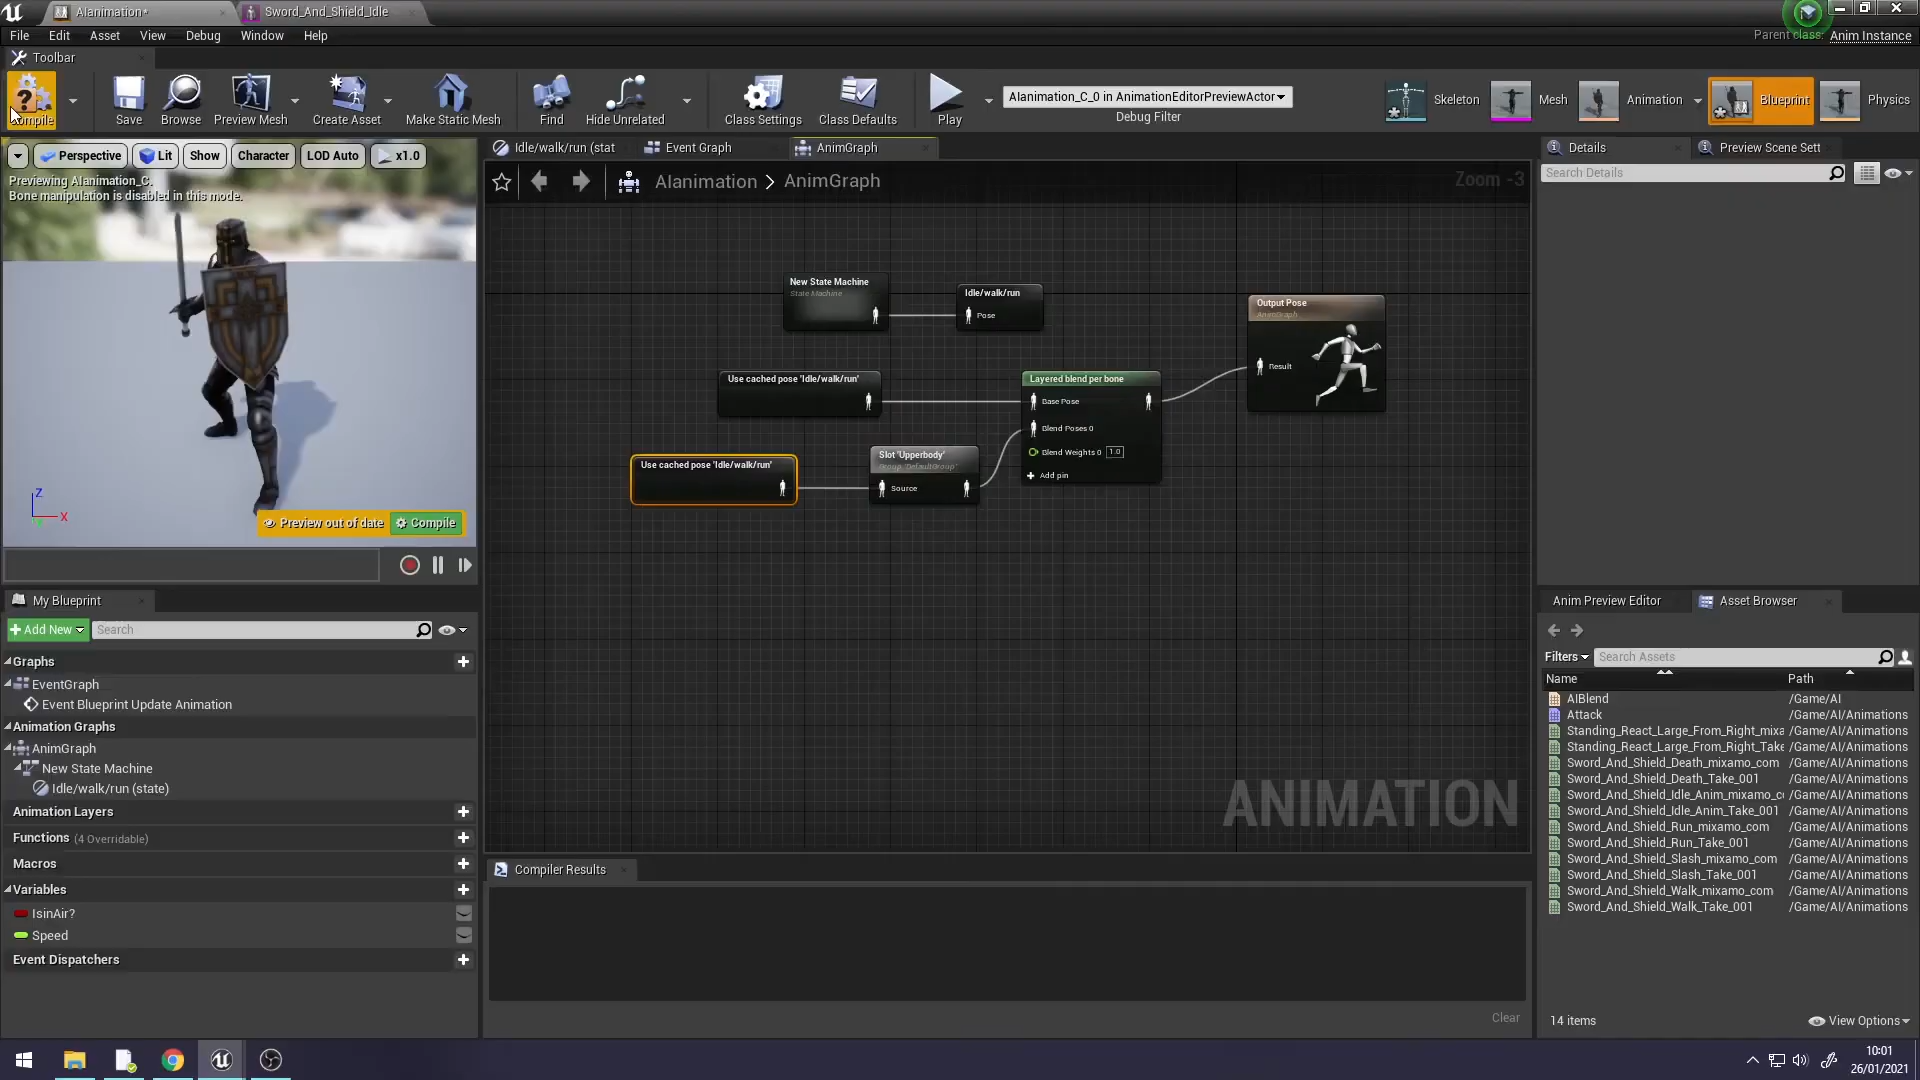 AIanimation*
Sword_And_Shield_Idle
File Edit Asset View Debug Window Help
Parent class: Anim Instance
Toolbar
Compile
Save
Browse
Preview Mesh
Create Asset
Make Static Mesh
Find
Hide Unrelated
Class Settings
Class Defaults
Play
AIanimation_C_0 in AnimationEditorPreviewActor
Debug Filter
Skeleton
Mesh
Animation
Blueprint
Physics
Perspective Lit Show Character LOD Auto x1.0
Previewing AIanimation_C.
Bone manipulation is disabled in this mode.
Z
X
Preview out of date Compile
Idle/walk/run (stat
Event Graph
AnimGraph
AIanimation > AnimGraph
Zoom -3
New State Machine
State Machine
Idle/walk/run
Pose
Use cached pose 'Idle/walk/run'
Layered blend per bone
Base Pose
Blend Poses 0
Blend Weights 0 1.0
Add pin
Use cached pose 'Idle/walk/run'
Slot 'Upperbody'
Group 'DefaultGroup'
Source
Output Pose
AnimGraph
Result
ANIMATION
Compiler Results
Clear
My Blueprint
Add New
Search
Graphs
EventGraph
Event Blueprint Update Animation
Animation Graphs
AnimGraph
New State Machine
Idle/walk/run (state)
Animation Layers
Functions (4 Overridable)
Macros
Variables
IsinAir?
Speed
Event Dispatchers
Details
Preview Scene Sett
Search Details
Anim Preview Editor
Asset Browser
Filters
Search Assets
Name Path
AIBlend /Game/AI
Attack /Game/AI/Animations
Standing_React_Large_From_Right_mixa /Game/AI/Animations
Standing_React_Large_From_Right_Take /Game/AI/Animations
Sword_And_Shield_Death_mixamo_com /Game/AI/Animations
Sword_And_Shield_Death_Take_001 /Game/AI/Animations
Sword_And_Shield_Idle_Anim_mixamo_c /Game/AI/Animations
Sword_And_Shield_Idle_Anim_Take_001 /Game/AI/Animations
Sword_And_Shield_Run_mixamo_com /Game/AI/Animations
Sword_And_Shield_Run_Take_001 /Game/AI/Animations
Sword_And_Shield_Slash_mixamo_com /Game/AI/Animations
Sword_And_Shield_Slash_Take_001 /Game/AI/Animations
Sword_And_Shield_Walk_mixamo_com /Game/AI/Animations
Sword_And_Shield_Walk_Take_001 /Game/AI/Animations
14 items
View Options
10:01
26/01/2021